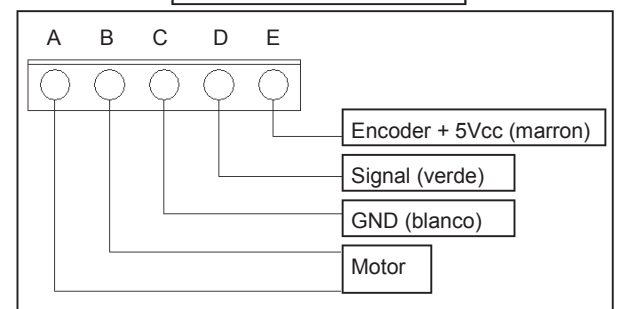 A B C D E
Encoder + 5Vcc (marron)
Signal (verde)
GND (blanco)
Motor